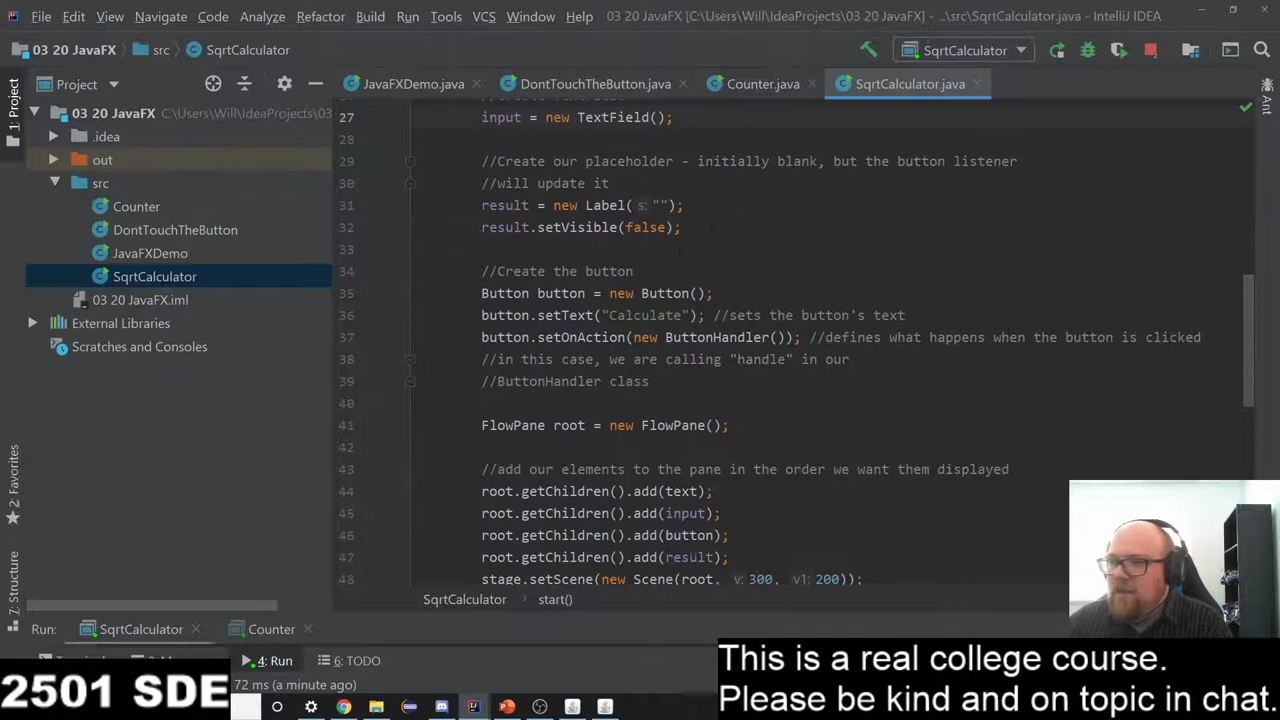 File Edit View Navigate Code Analyze Refactor Build Run Tools VCS Window Help 03 20 JavaFX [C:\Users\Will\IdeaProjects\03 20 JavaFX] - ...\src\SqrtCalculator.java - IntelliJ IDEA
03 20 JavaFX src SqrtCalculator SqrtCalculator
1: Project Project JavaFXDemo.java DontTouchTheButton.java Counter.java SqrtCalculator.java Ant
03 20 JavaFX C:\Users\Will\IdeaProjects\03
.idea
out
src
Counter
DontTouchTheButton
JavaFXDemo
SqrtCalculator
03 20 JavaFX.iml
External Libraries
Scratches and Consoles
2: Favorites
7: Structure
27 input = new TextField();
28
29 //Create our placeholder - initially blank, but the button listener
30 //will update it
31 result = new Label( s: "");
32 result.setVisible(false);
33
34 //Create the button
35 Button button = new Button();
36 button.setText("Calculate"); //sets the button's text
37 button.setOnAction(new ButtonHandler()); //defines what happens when the button is clicked
38 //in this case, we are calling "handle" in our
39 //ButtonHandler class
40
41 FlowPane root = new FlowPane();
42
43 //add our elements to the pane in the order we want them displayed
44 root.getChildren().add(text);
45 root.getChildren().add(input);
46 root.getChildren().add(button);
47 root.getChildren().add(result);
48 stage.setScene(new Scene(root, v: 300, v1: 200));
SqrtCalculator start()
Run: SqrtCalculator Counter
4: Run 6: TODO
72 ms (a minute ago)
2501 SDE
This is a real college course.
Please be kind and on topic in chat.